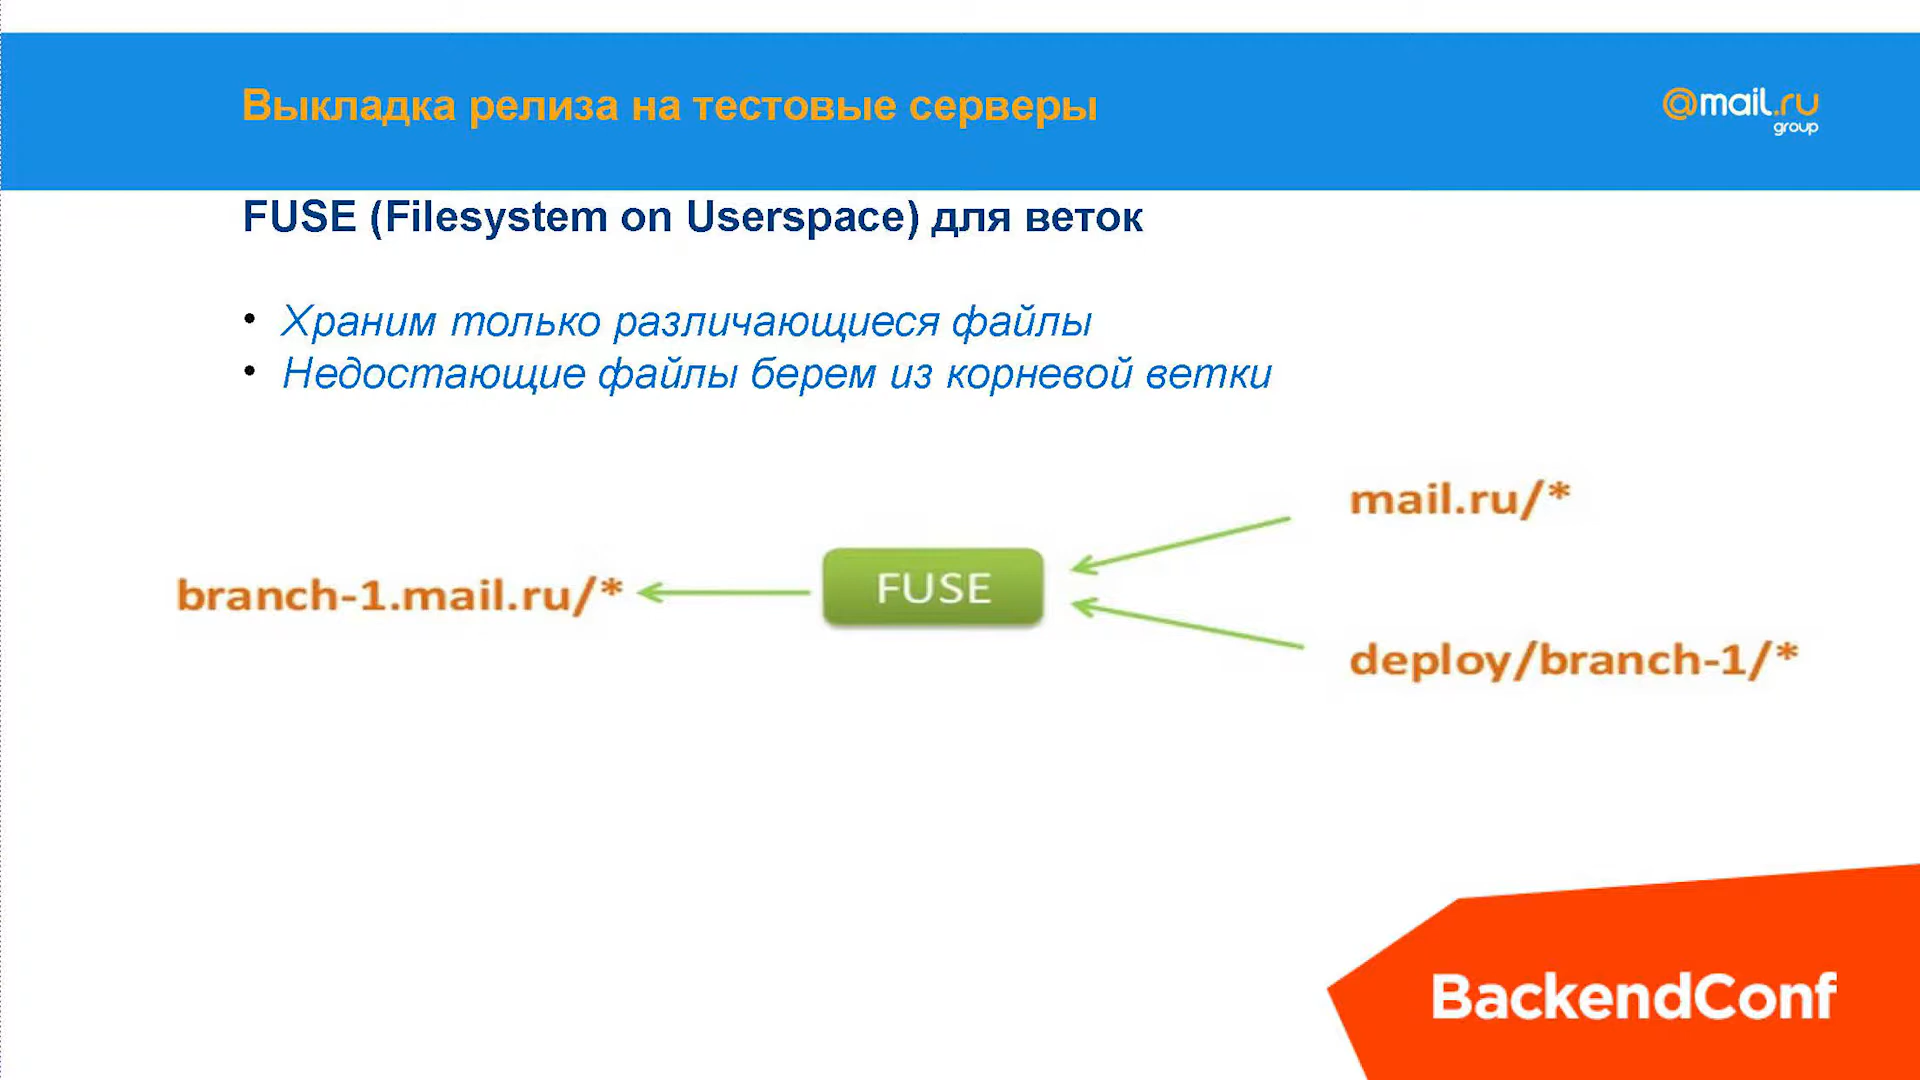 Выкладка релиза на тестовые серверы
@mail.ru
group
FUSE (Filesystem on Userspace) для веток
• Храним только различающиеся файлы
• Недостающие файлы берем из корневой ветки
mail.ru/*
branch-1.mail.ru/*
FUSE
deploy/branch-1/*
BackendConf